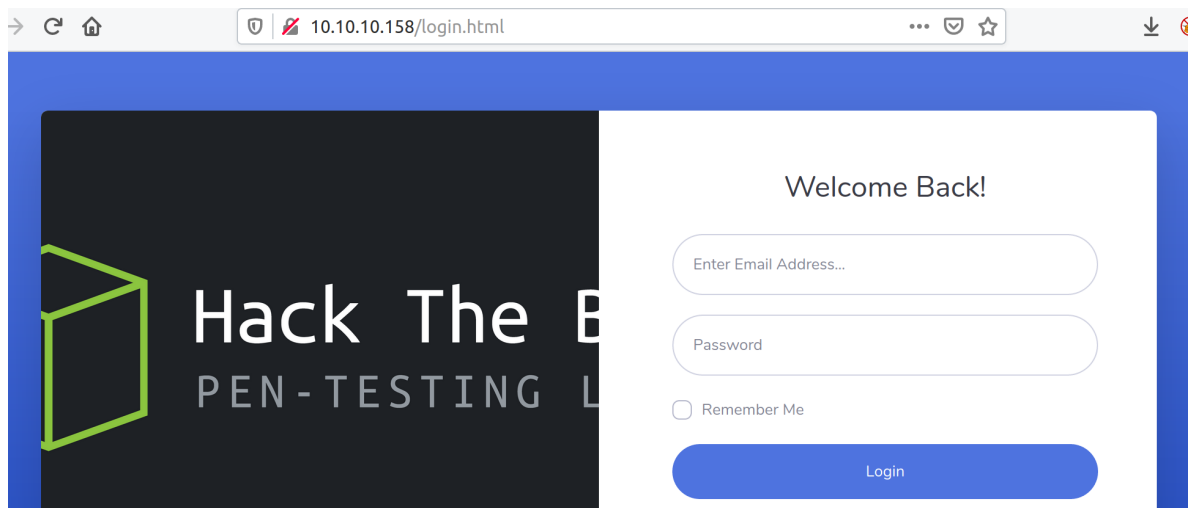 10.10.10.158/login.html
Welcome Back!
Enter Email Address...
Hack The
Password
PEN-TESTING
Remember Me
Login